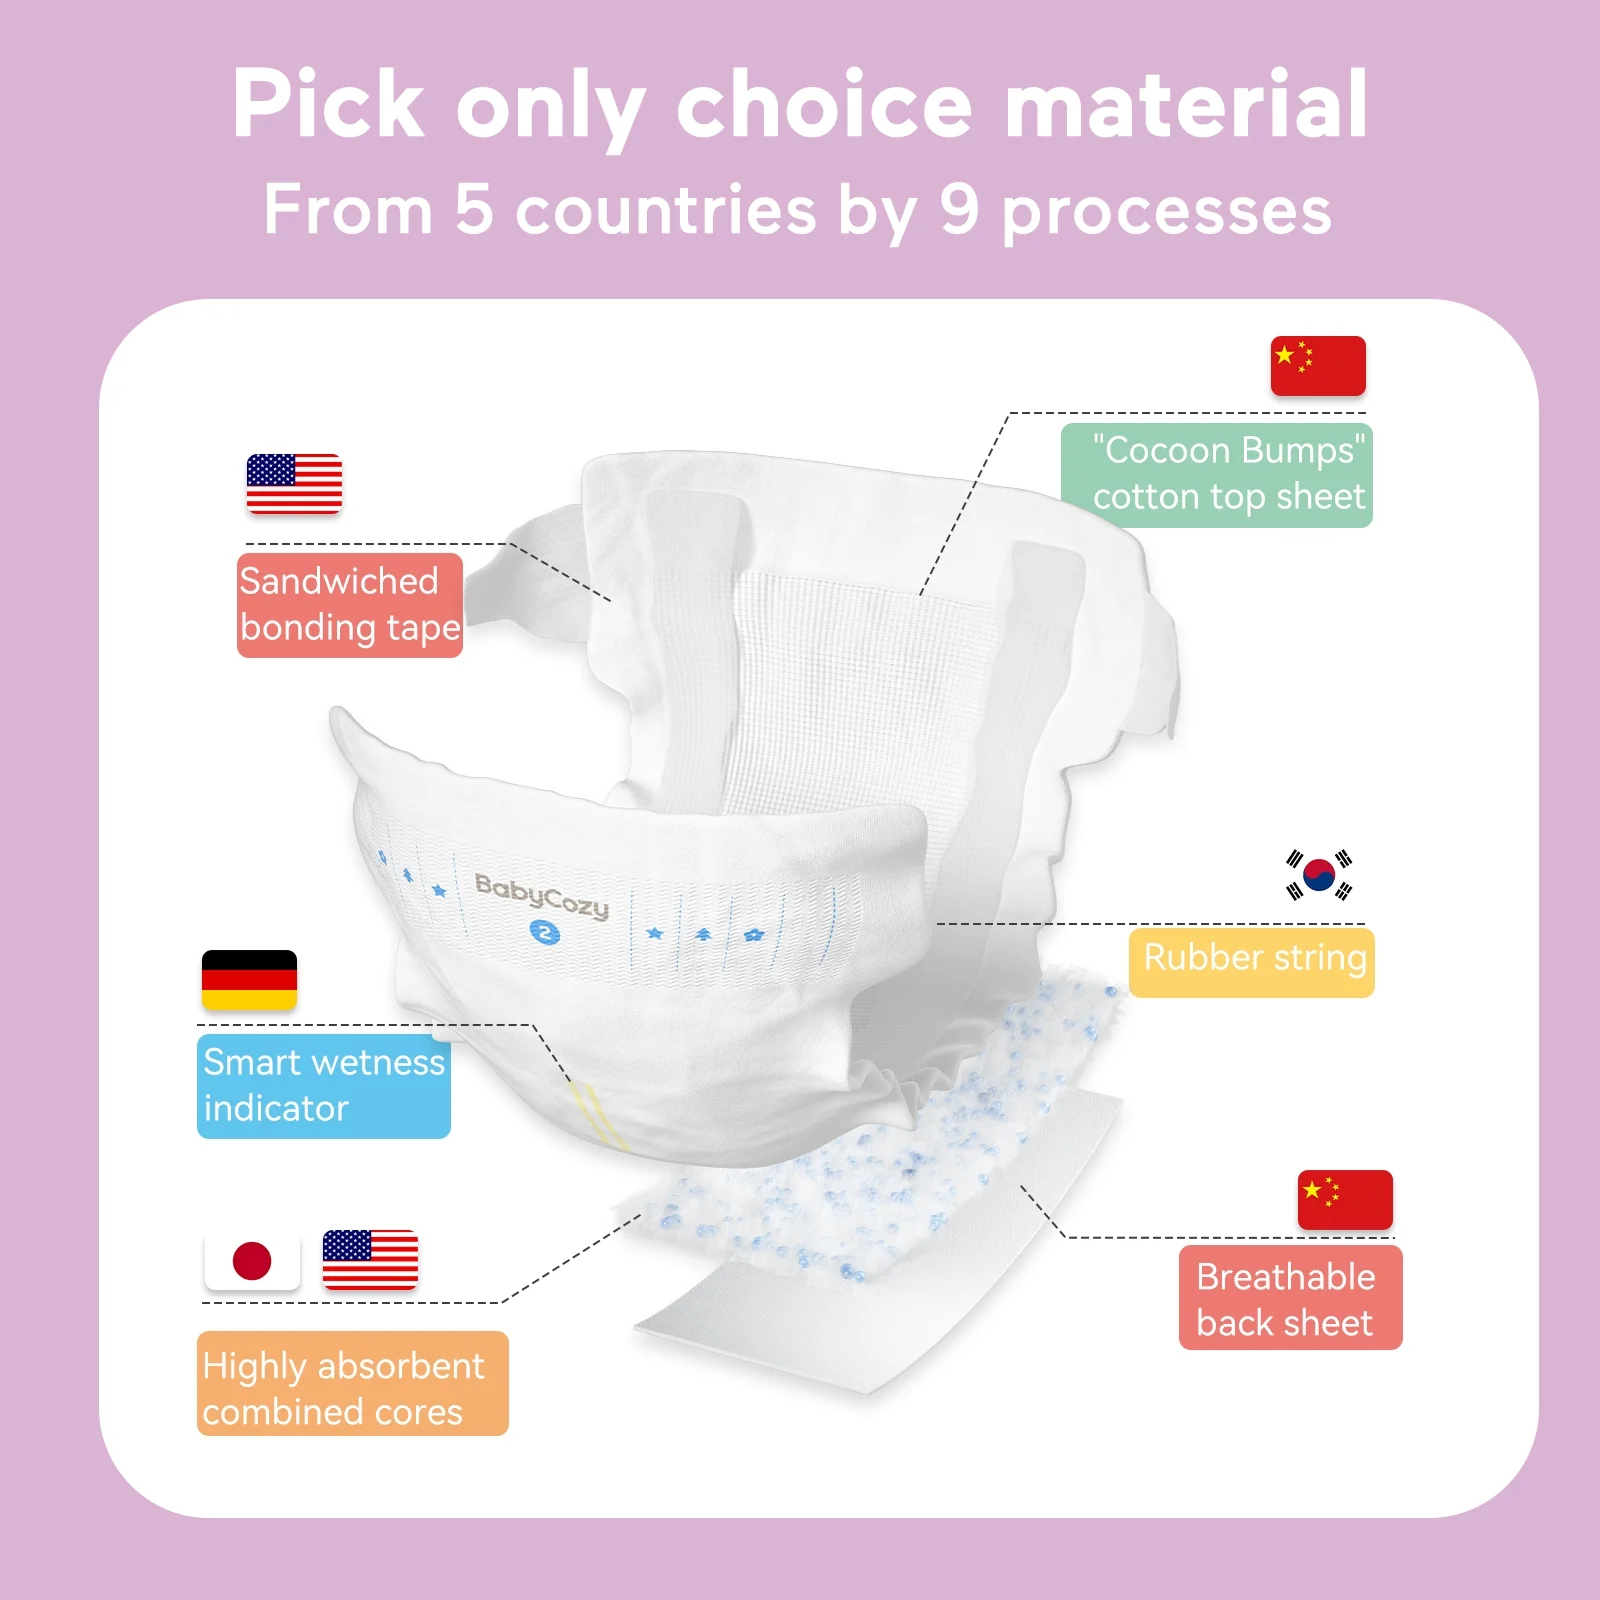 Pick only choice material
From 5 countries by 9 processes
"Cocoon Bumps"
cotton top sheet
Sandwiched
bonding tape
BabyCozy
2
Rubber string
Smart wetness
indicator
Breathable
back sheet
Highly absorbent
combined cores